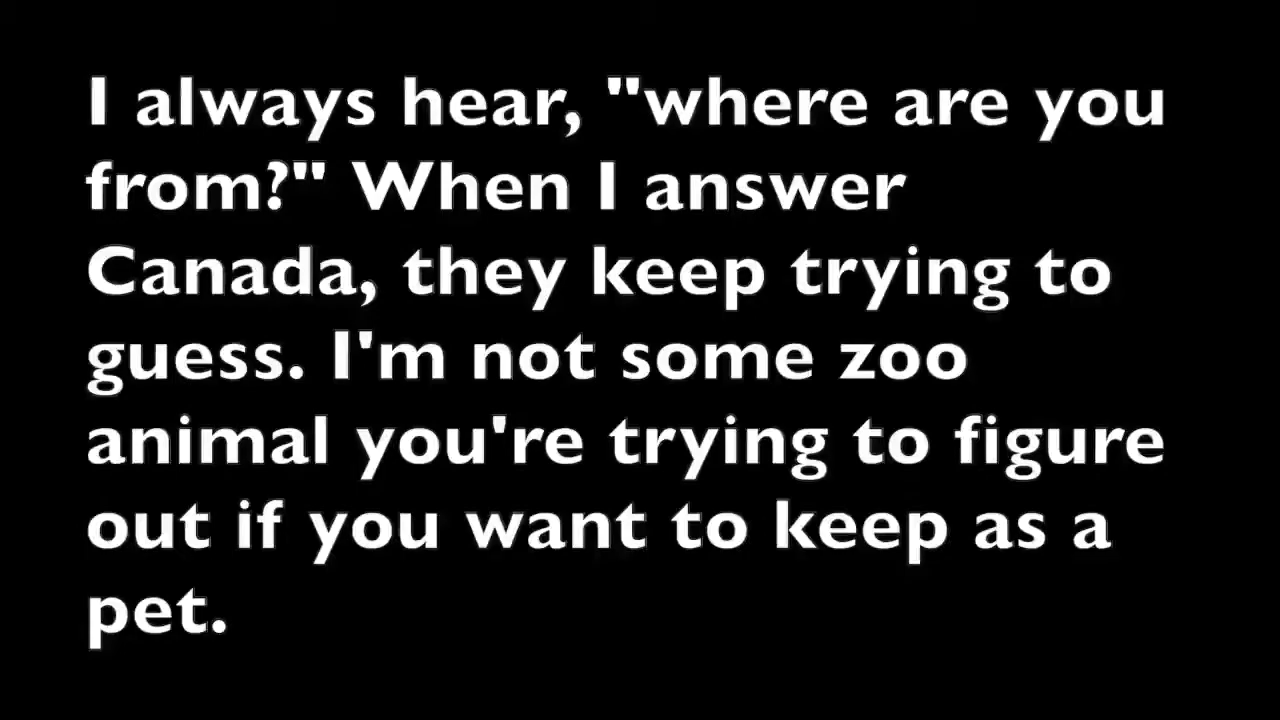 I always hear, "where are you
from?" When I answer
Canada, they keep trying to
guess. I'm not some zoo
animal you're trying to figure
out if you want to keep as a
pet.